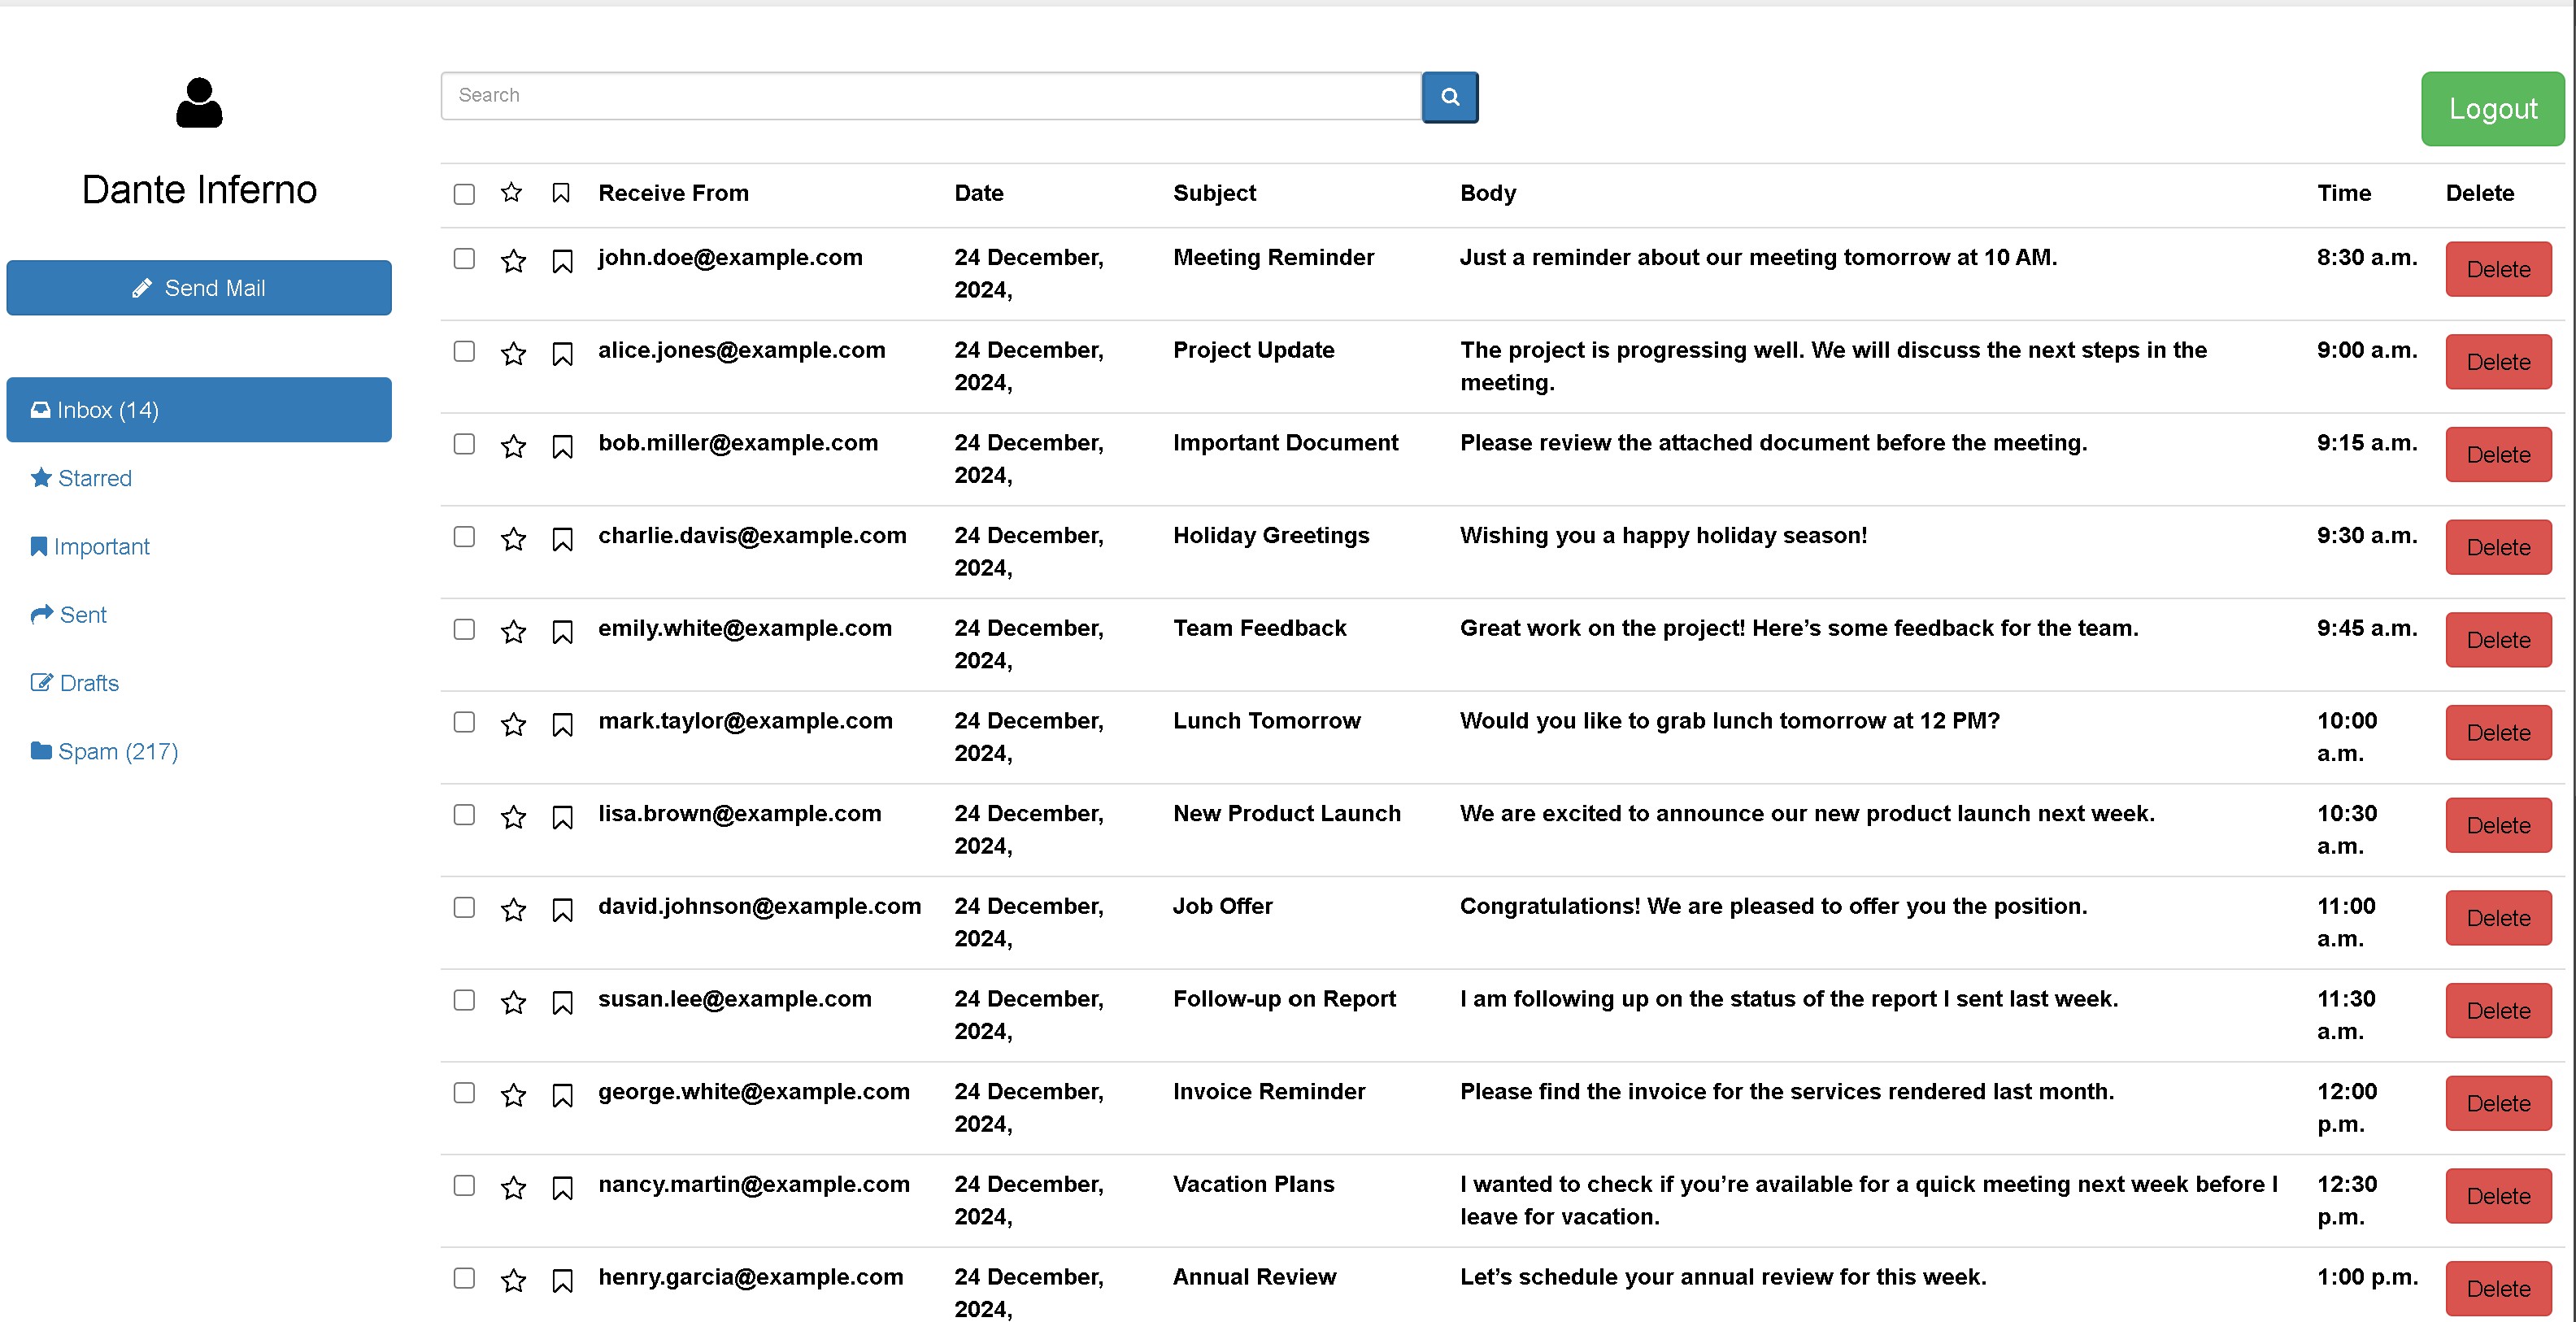 Search
Logout
Dante Inferno
Send Mail
Inbox (14)
Starred
Important
Sent
Drafts
Spam (217)
Receive From Date Subject Body Time Delete
john.doe@example.com 24 December, Meeting Reminder Just a reminder about our meeting tomorrow at 10 AM. 8:30 a.m. Delete
2024,
alice.jones@example.com 24 December, Project Update The project is progressing well. We will discuss the next steps in the 9:00 a.m. Delete
2024, meeting.
bob.miller@example.com 24 December, Important Document Please review the attached document before the meeting. 9:15 a.m. Delete
2024,
charlie.davis@example.com 24 December, Holiday Greetings Wishing you a happy holiday season! 9:30 a.m. Delete
2024,
emily.white@example.com 24 December, Team Feedback Great work on the project! Here’s some feedback for the team. 9:45 a.m. Delete
2024,
mark.taylor@example.com 24 December, Lunch Tomorrow Would you like to grab lunch tomorrow at 12 PM? 10:00 Delete
2024, a.m.
lisa.brown@example.com 24 December, New Product Launch We are excited to announce our new product launch next week. 10:30 Delete
2024, a.m.
david.johnson@example.com 24 December, Job Offer Congratulations! We are pleased to offer you the position. 11:00 Delete
2024, a.m.
susan.lee@example.com 24 December, Follow-up on Report I am following up on the status of the report I sent last week. 11:30 Delete
2024, a.m.
george.white@example.com 24 December, Invoice Reminder Please find the invoice for the services rendered last month. 12:00 Delete
2024, p.m.
nancy.martin@example.com 24 December, Vacation Plans I wanted to check if you’re available for a quick meeting next week before I 12:30 Delete
2024, leave for vacation. p.m.
henry.garcia@example.com 24 December, Annual Review Let’s schedule your annual review for this week. 1:00 p.m. Delete
2024,